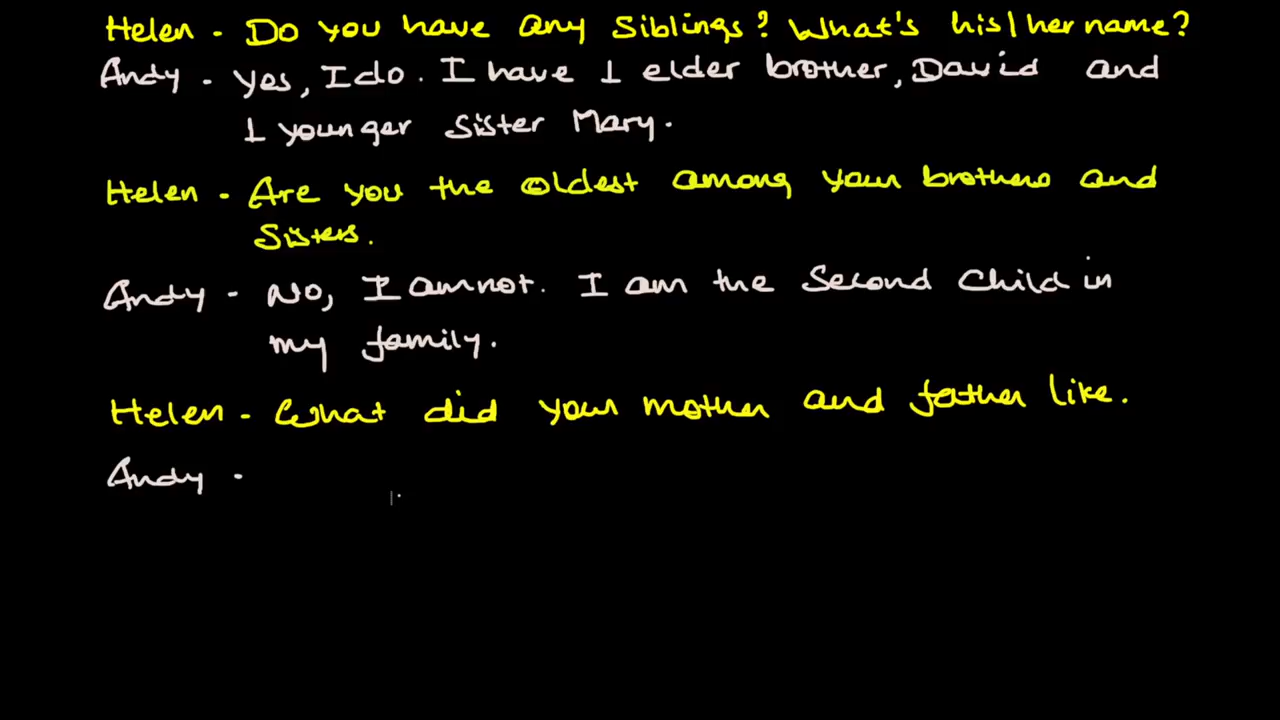 Helen - Do you have any Siblings? What's his/her name?
Andy - Yes, I do. I have 1 elder brother, David and
1 younger Sister Mary.
Helen - Are you the oldest among your brothers and
Sisters.
Andy - No, I am not. I am the Second Child in
my family.
Helen - What did your mother and father like.
Andy -